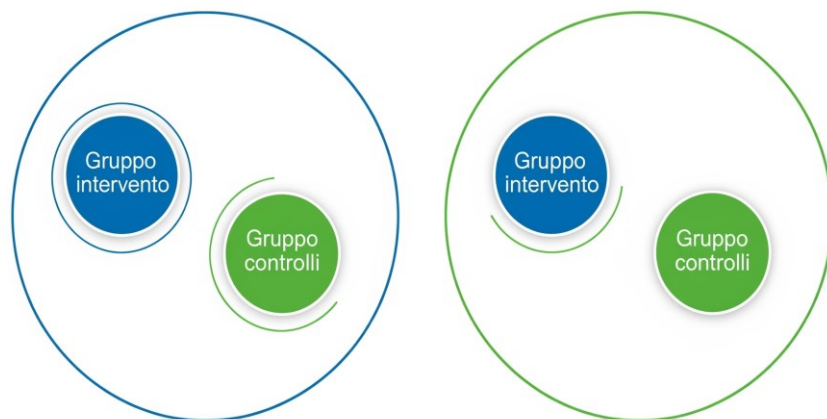 Gruppo
intervento
Gruppo
controlli
Gruppo
intervento
Gruppo
controlli